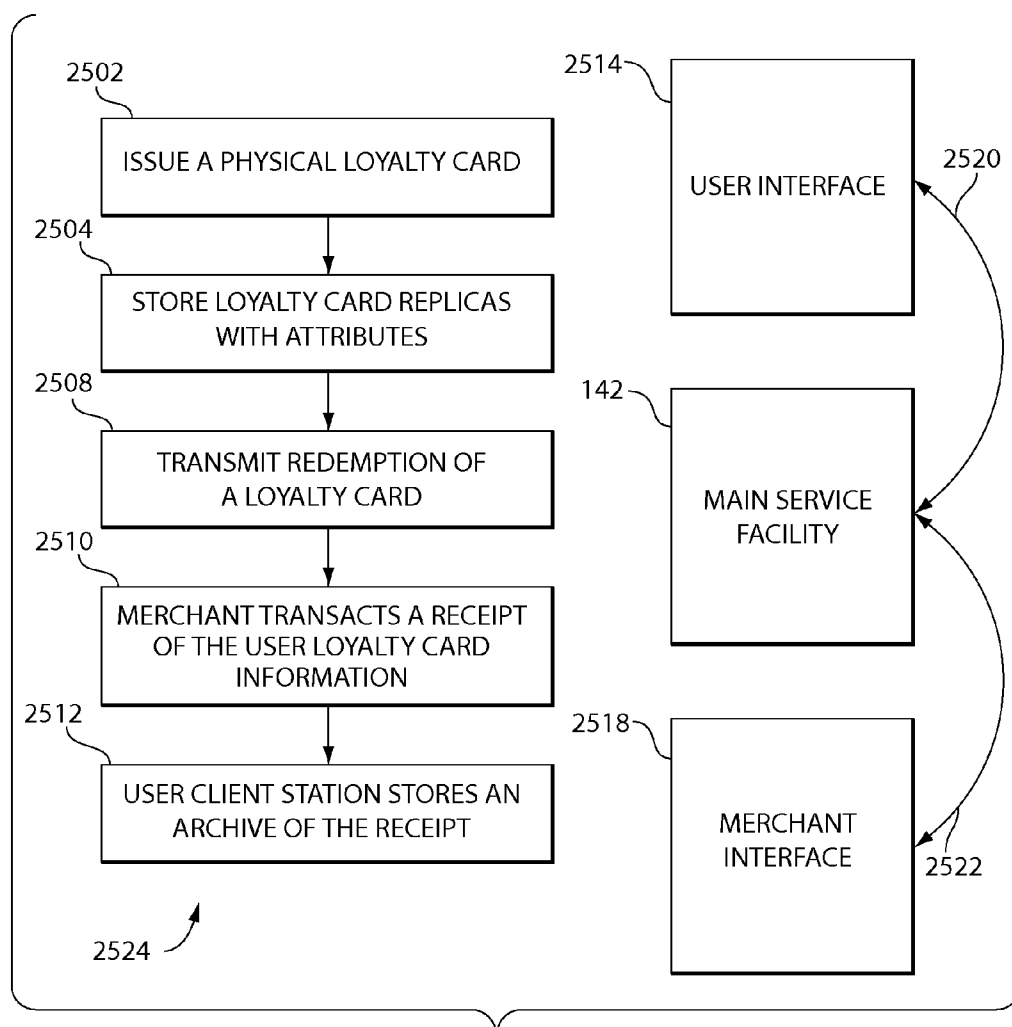 2502
ISSUE A PHYSICAL LOYALTY CARD
2504
STORE LOYALTY CARD REPLICAS
WITH ATTRIBUTES
2508
TRANSMIT REDEMPTION OF
A LOYALTY CARD
2510
MERCHANT TRANSACTS A RECEIPT
OF THE USER LOYALTY CARD
INFORMATION
2512
USER CLIENT STATION STORES AN
ARCHIVE OF THE RECEIPT
2524
2514
USER INTERFACE
2520
142
MAIN SERVICE
FACILITY
2518
MERCHANT
INTERFACE
2522